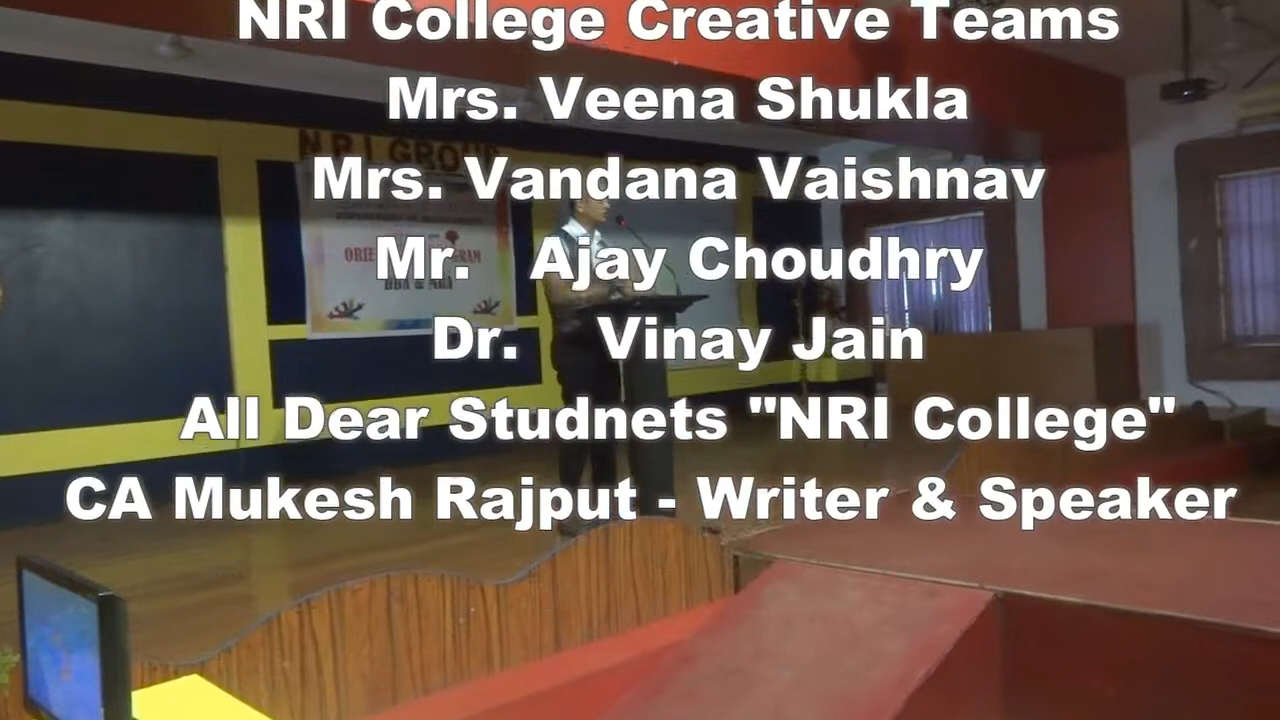 NRI College Creative Teams
Mrs. Veena Shukla
Mrs. Vandana Vaishnav
Mr. Ajay Choudhry
Dr. Vinay Jain
All Dear Studnets "NRI College"
CA Mukesh Rajput - Writer & Speaker
N.R.I. GROUP